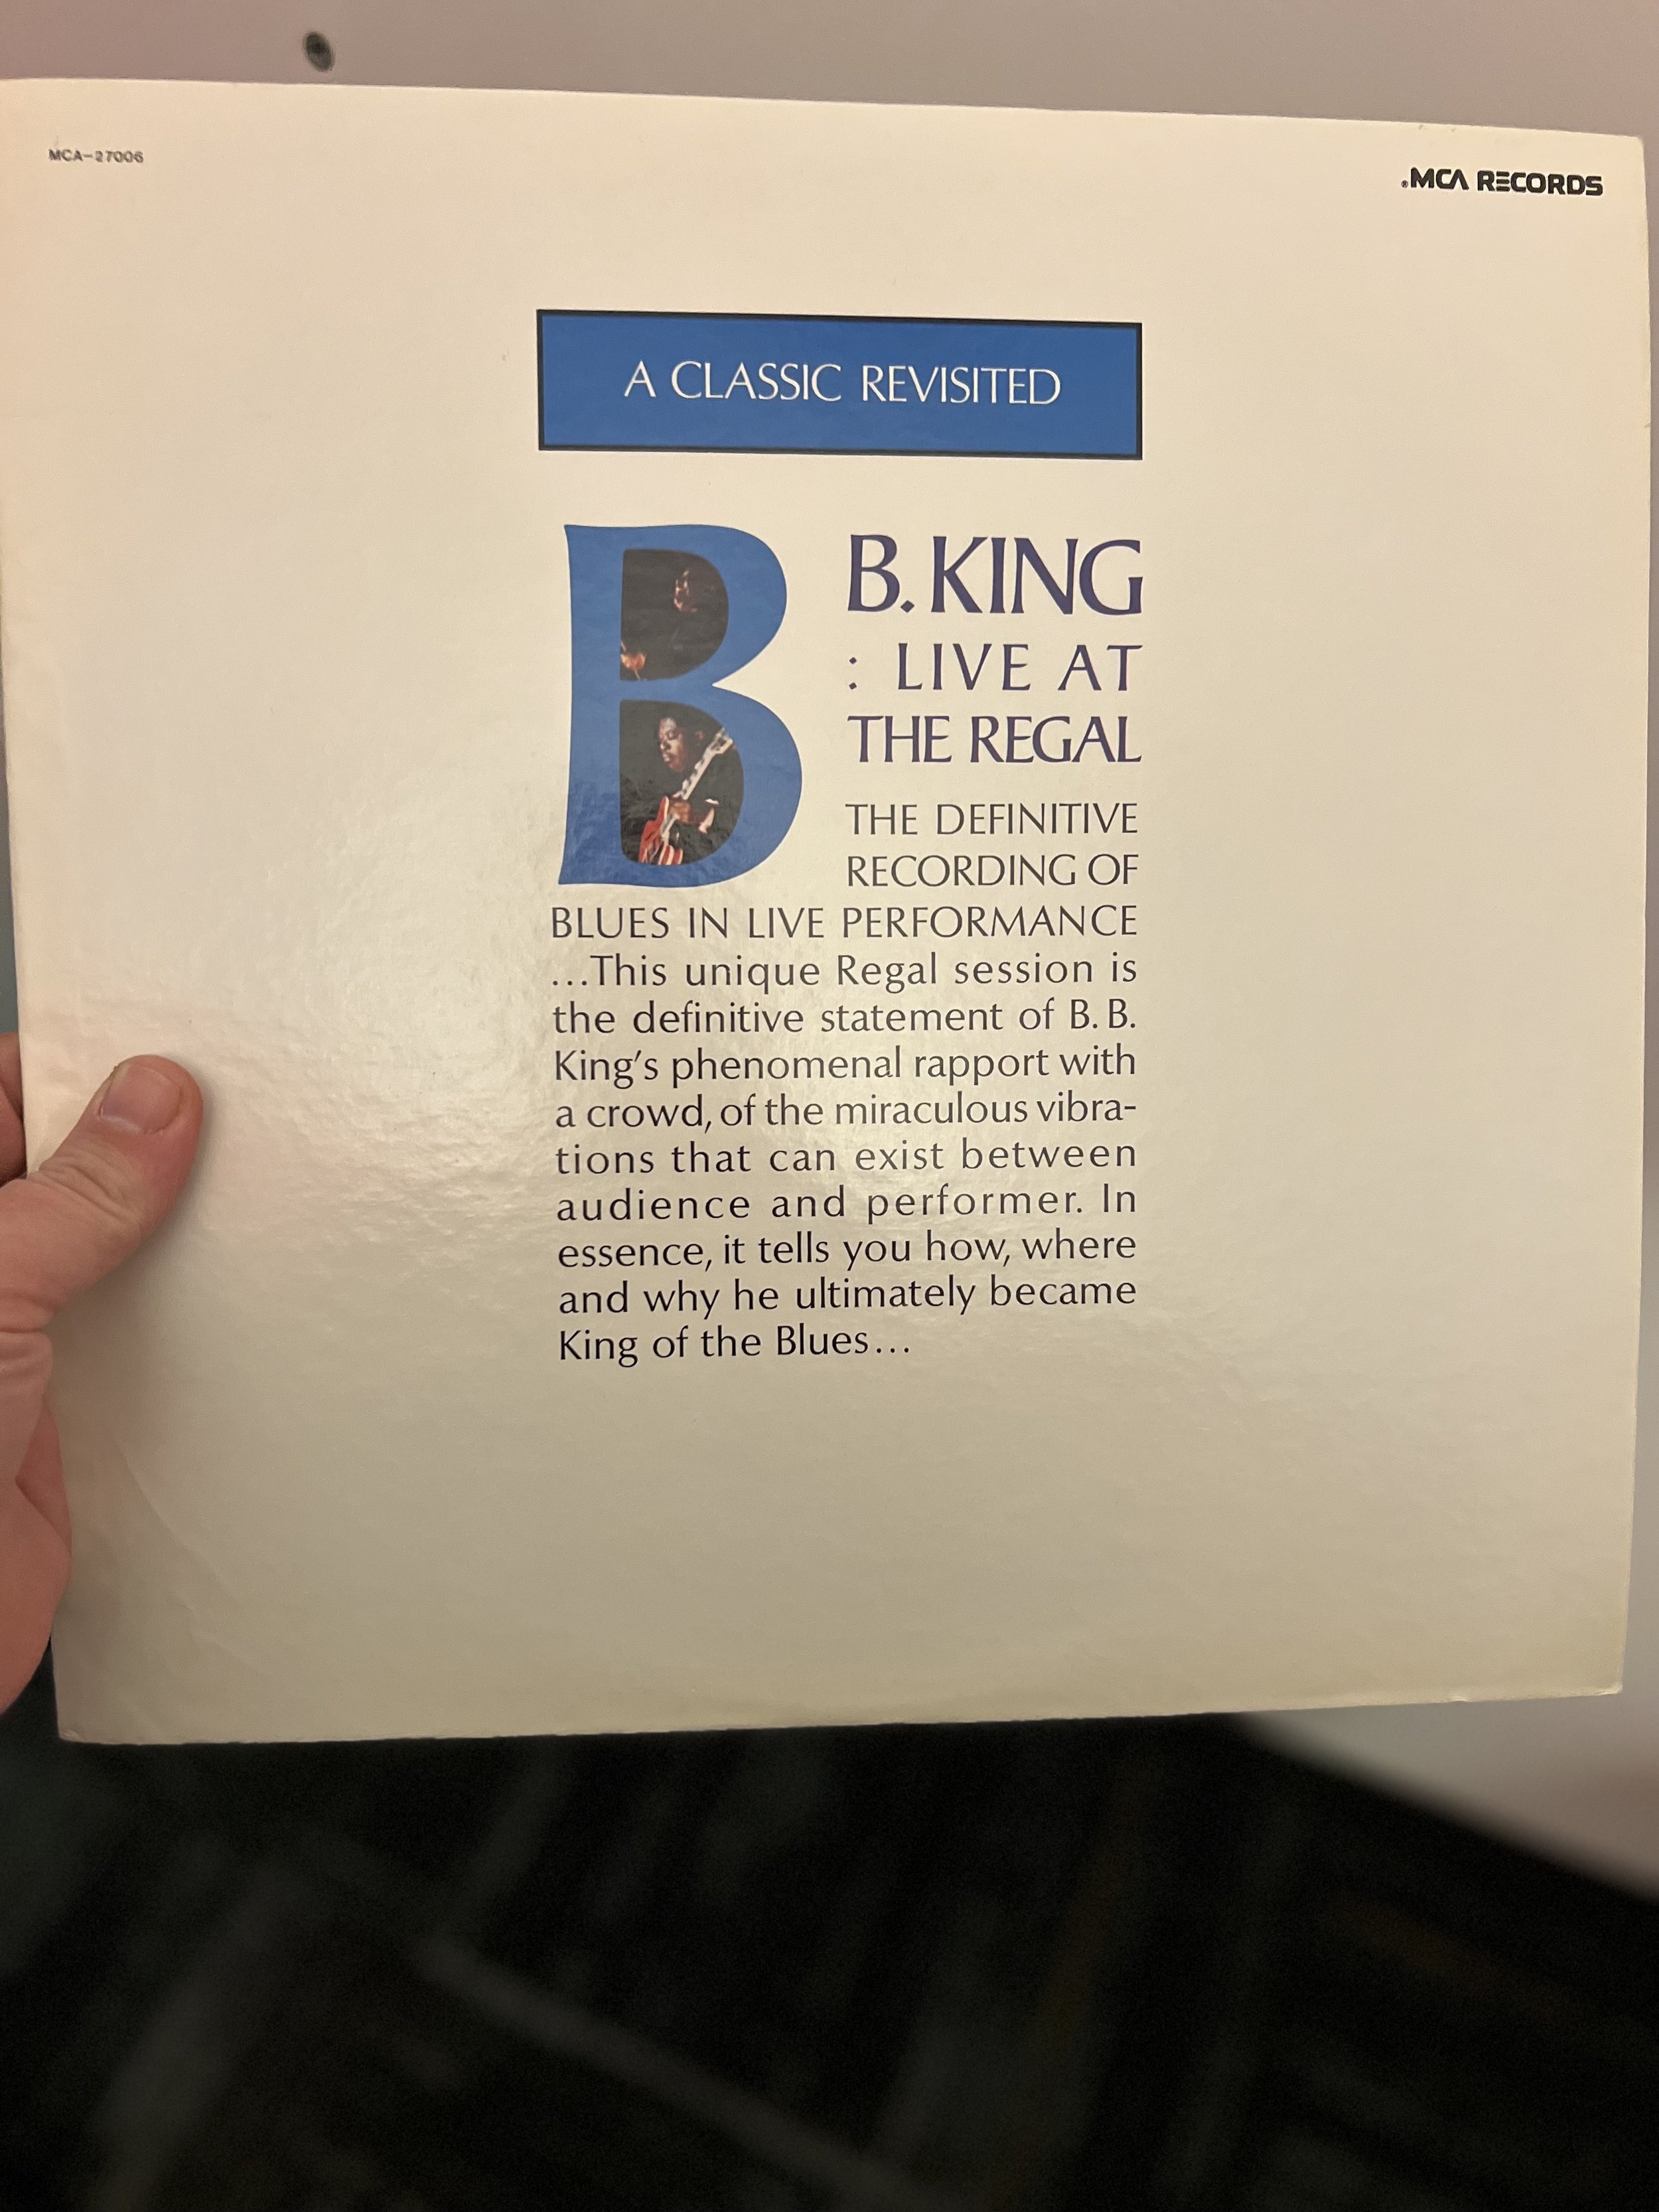 MCA-27006
MCA RECORDS
A CLASSIC REVISITED
B B. KING
: LIVE AT
THE REGAL
THE DEFINITIVE
RECORDING OF
BLUES IN LIVE PERFORMANCE
...This unique Regal session is
the definitive statement of B. B.
King's phenomenal rapport with
a crowd, of the miraculous vibra-
tions that can exist between
audience and performer. In
essence, it tells you how, where
and why he ultimately became
King of the Blues...